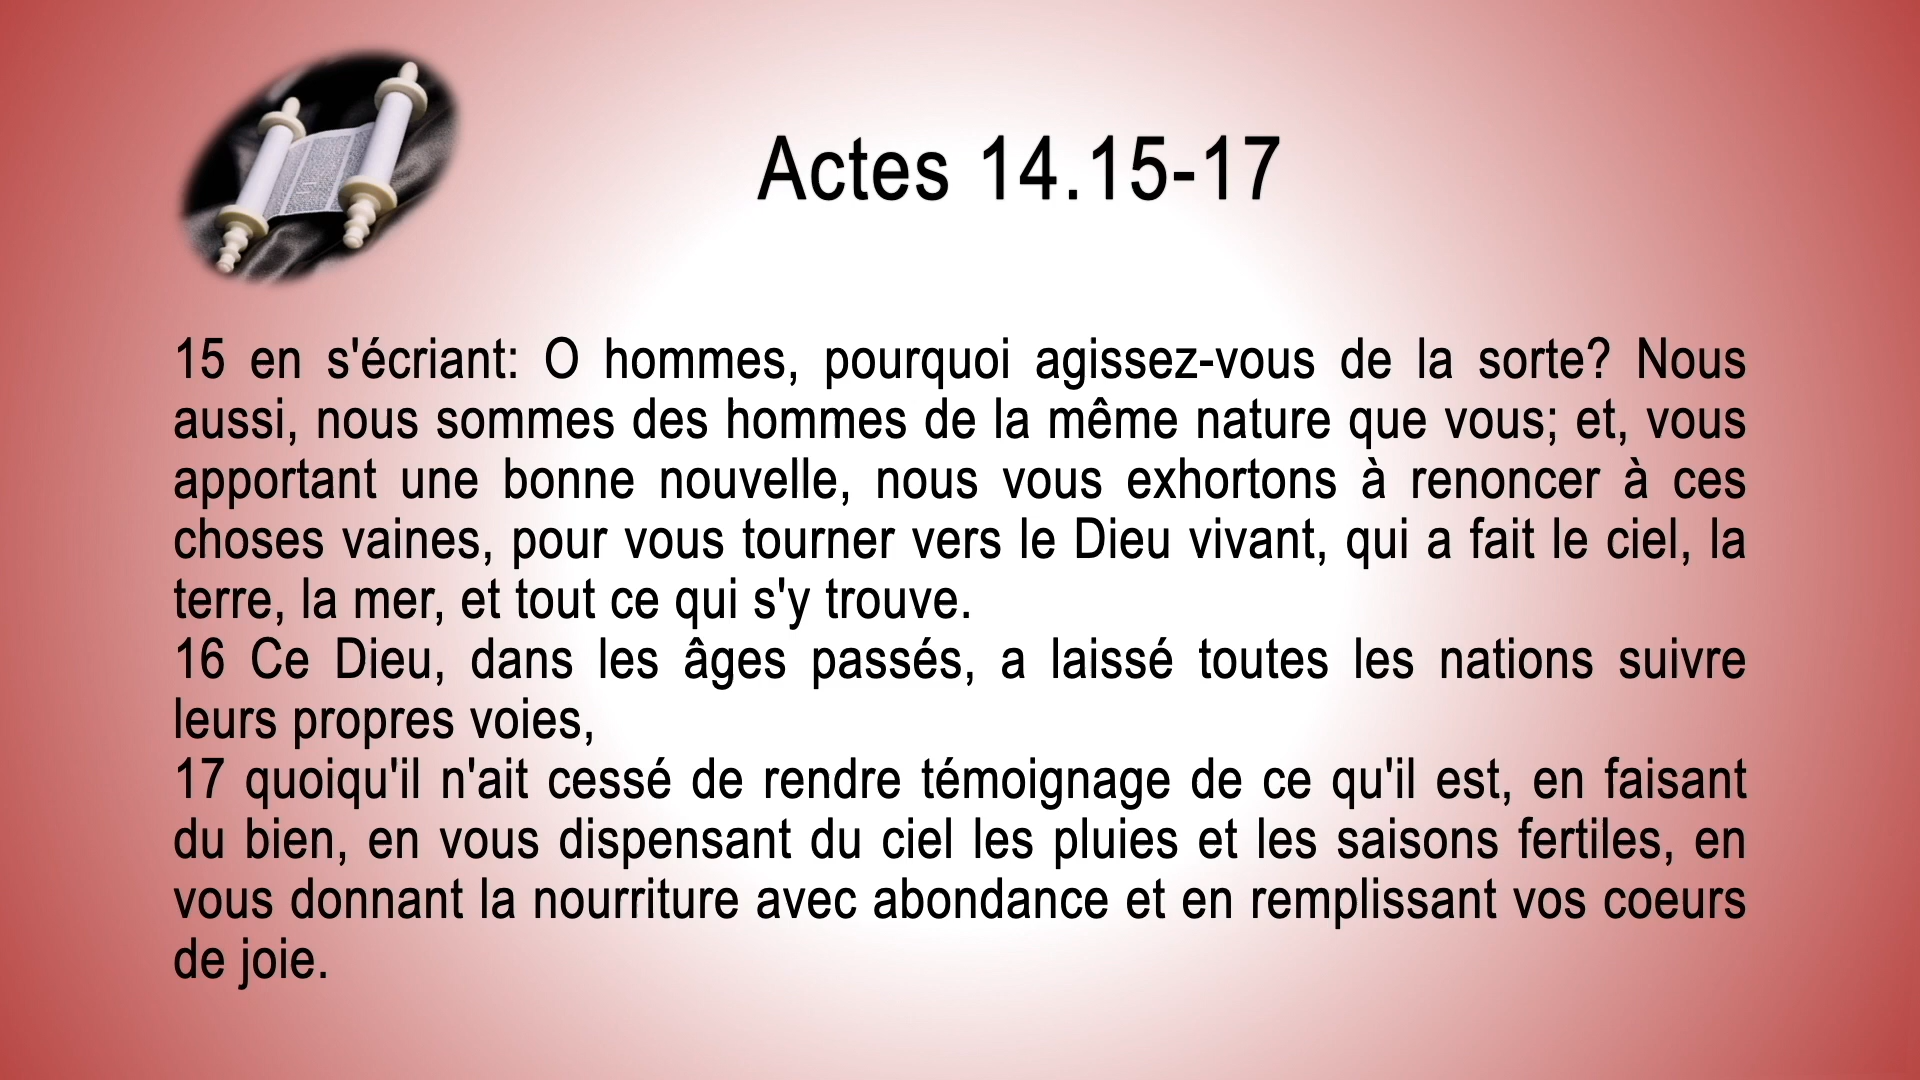 Actes 14.15-17
15 en s'écriant: O hommes, pourquoi agissez-vous de la sorte? Nous
aussi, nous sommes des hommes de la même nature que vous; et, vous
apportant une bonne nouvelle, nous vous exhortons à renoncer à ces
choses vaines, pour vous tourner vers le Dieu vivant, qui a fait le ciel, la
terre, la mer, et tout ce qui s'y trouve.
16 Ce Dieu, dans les âges passés, a laissé toutes les nations suivre
leurs propres voies,
17 quoiqu'il n'ait cessé de rendre témoignage de ce qu'il est, en faisant
du bien, en vous dispensant du ciel les pluies et les saisons fertiles, en
vous donnant la nourriture avec abondance et en remplissant vos coeurs
de joie.